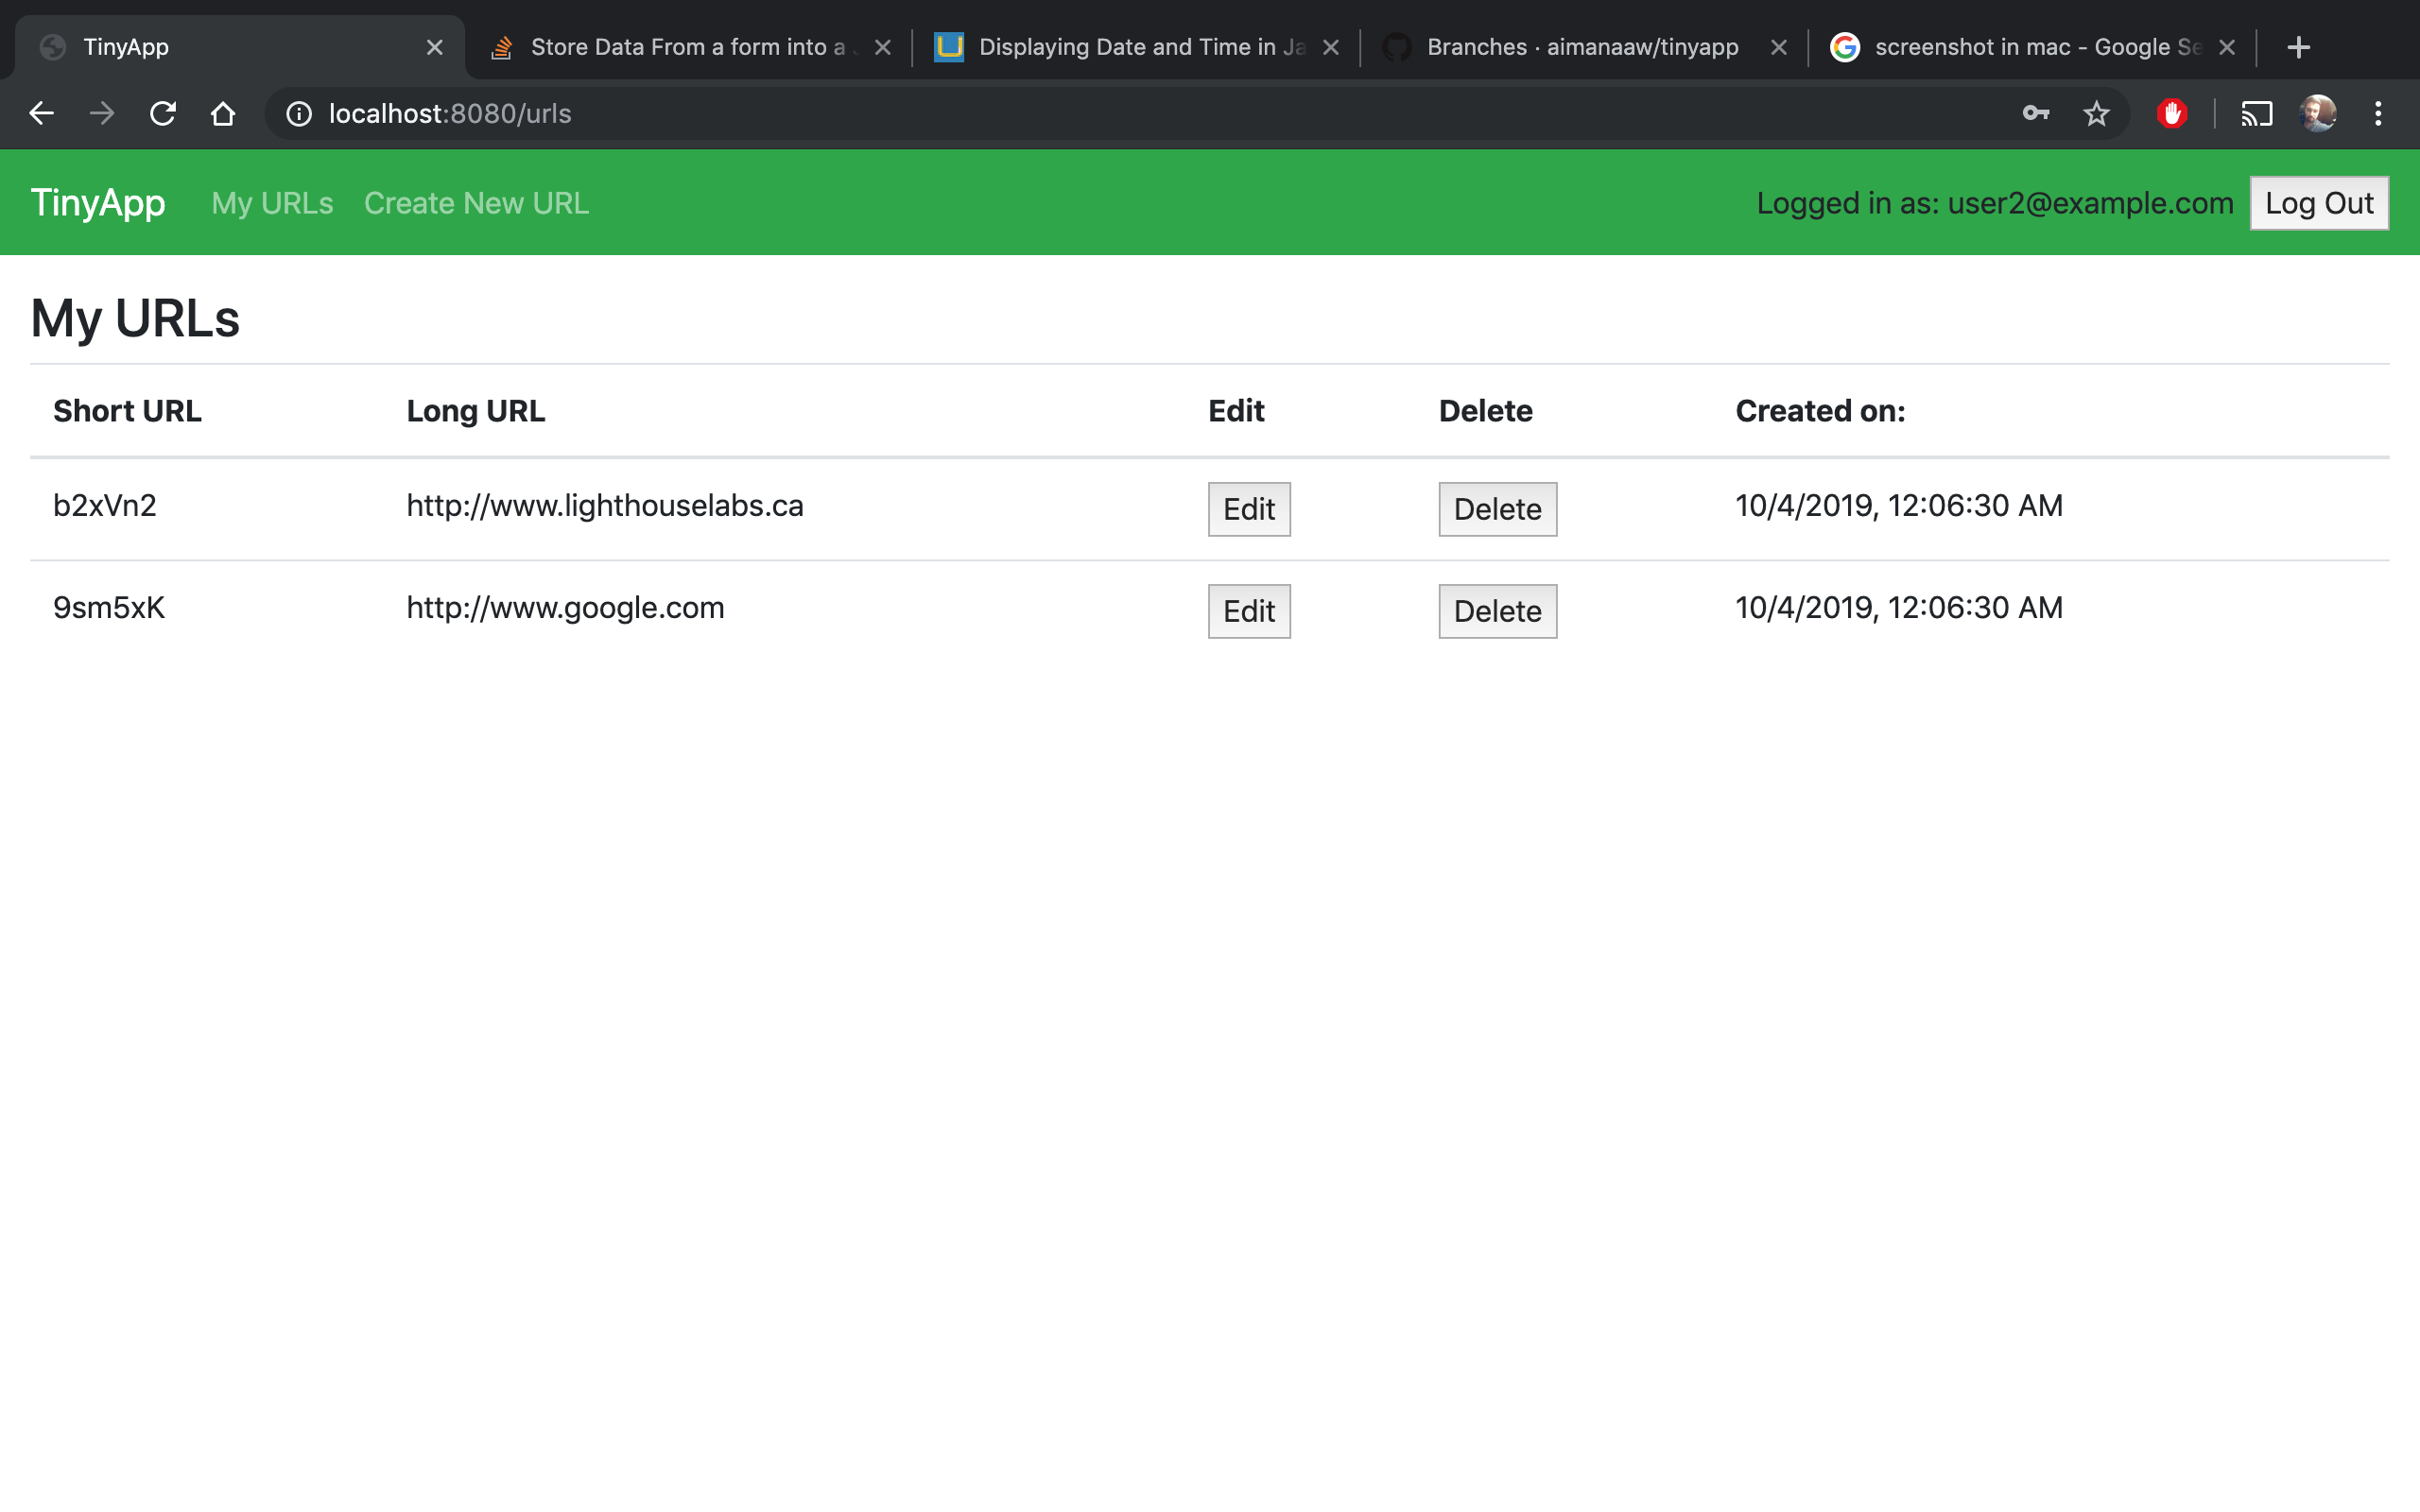 TinyApp
Store Data From a form into a
Displaying Date and Time in Ja
Branches · aimanaaw/tinyapp
screenshot in mac - Google Se
localhost:8080/urls
TinyApp My URLs Create New URL Logged in as: user2@example.com Log Out
My URLs
Short URL Long URL Edit Delete Created on:
b2xVn2 http://www.lighthouselabs.ca Edit Delete 10/4/2019, 12:06:30 AM
9sm5xK http://www.google.com Edit Delete 10/4/2019, 12:06:30 AM